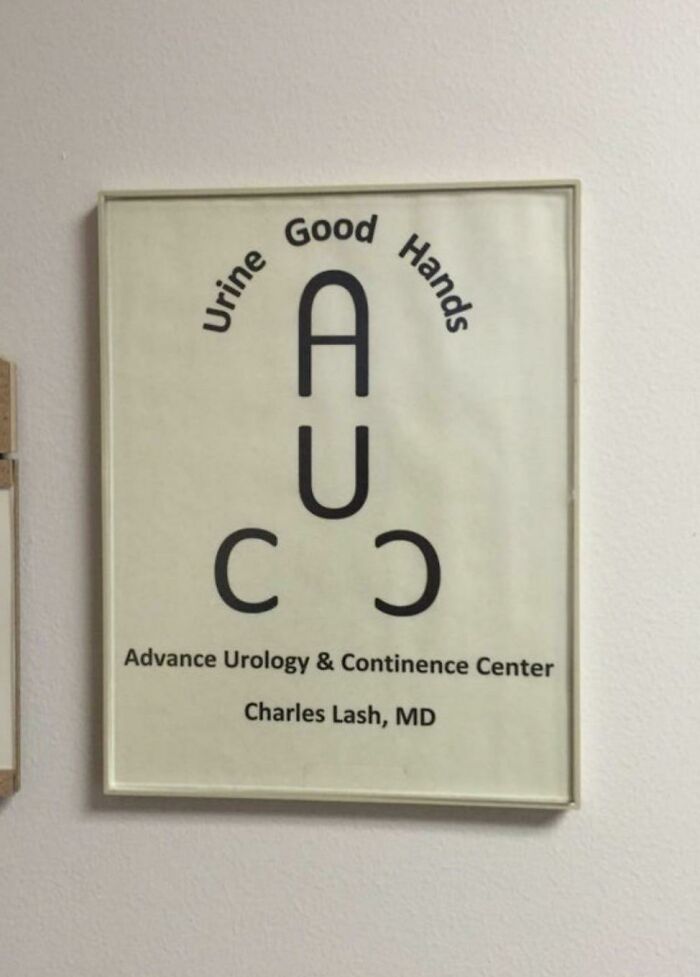 Urine Good Hands
A
U
C C
Advance Urology & Continence Center
Charles Lash, MD